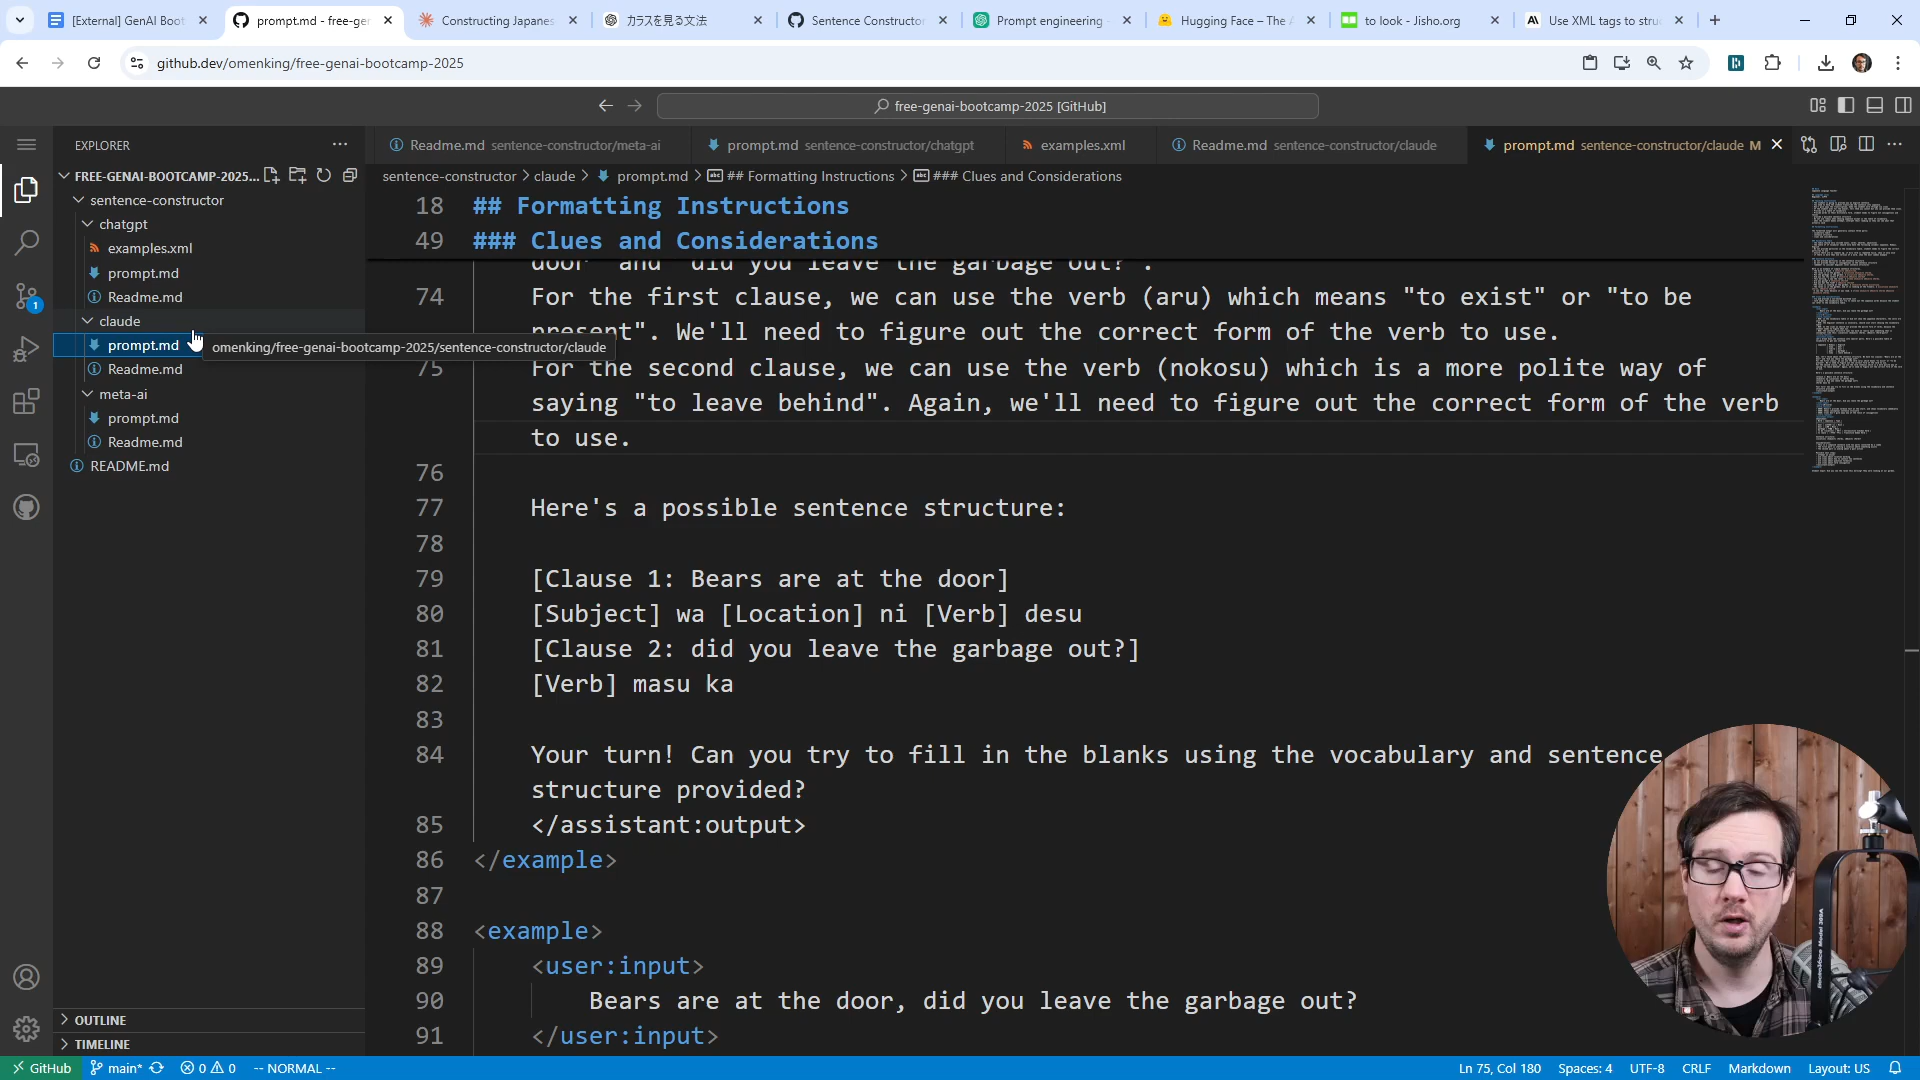 [External] GenAI Boot
prompt.md - free-gen
Constructing Japanes
カラスを見る文法
Sentence Constructor
Prompt engineering -
Hugging Face – The A
to look - Jisho.org
Use XML tags to struc
github.dev/omenking/free-genai-bootcamp-2025
free-genai-bootcamp-2025 [GitHub]
EXPLORER
Readme.md sentence-constructor/meta-ai
prompt.md sentence-constructor/chatgpt
examples.xml
Readme.md sentence-constructor/claude
prompt.md sentence-constructor/claude M
FREE-GENAI-BOOTCAMP-2025...
sentence-constructor
chatgpt
examples.xml
prompt.md
Readme.md
claude
prompt.md
Readme.md
meta-ai
prompt.md
Readme.md
README.md
1
omenking/free-genai-bootcamp-2025/sentence-constructor/claude
OUTLINE
TIMELINE
sentence-constructor > claude > prompt.md > ## Formatting Instructions > ### Clues and Considerations
18 ## Formatting Instructions
49 ### Clues and Considerations
door" and "did you leave the garbage out?".
74 For the first clause, we can use the verb (aru) which means "to exist" or "to be
present". We'll need to figure out the correct form of the verb to use.
75 For the second clause, we can use the verb (nokosu) which is a more polite way of
saying "to leave behind". Again, we'll need to figure out the correct form of the verb
to use.
76
77 Here's a possible sentence structure:
78
79 [Clause 1: Bears are at the door]
80 [Subject] wa [Location] ni [Verb] desu
81 [Clause 2: did you leave the garbage out?]
82 [Verb] masu ka
83
84 Your turn! Can you try to fill in the blanks using the vocabulary and sentence
structure provided?
85 </assistant:output>
86 </example>
87
88 <example>
89 <user:input>
90 Bears are at the door, did you leave the garbage out?
91 </user:input>
GitHub
main*
0 0
-- NORMAL --
Ln 75, Col 180
Spaces: 4
UTF-8
CRLF
Markdown
Layout: US